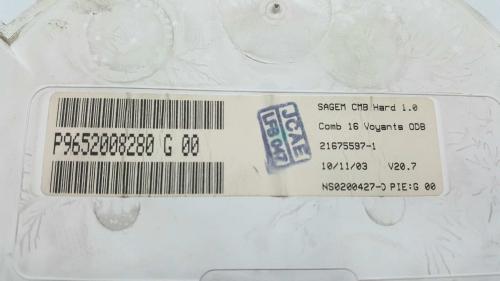 P9652008280 G 00
JCAE
LFB 047
SAGEM CMB Hard 1.0
Comb 16 Voyants ODB
21675597-1
10/11/03 V20.7
NS0200427-D PIE:G 00